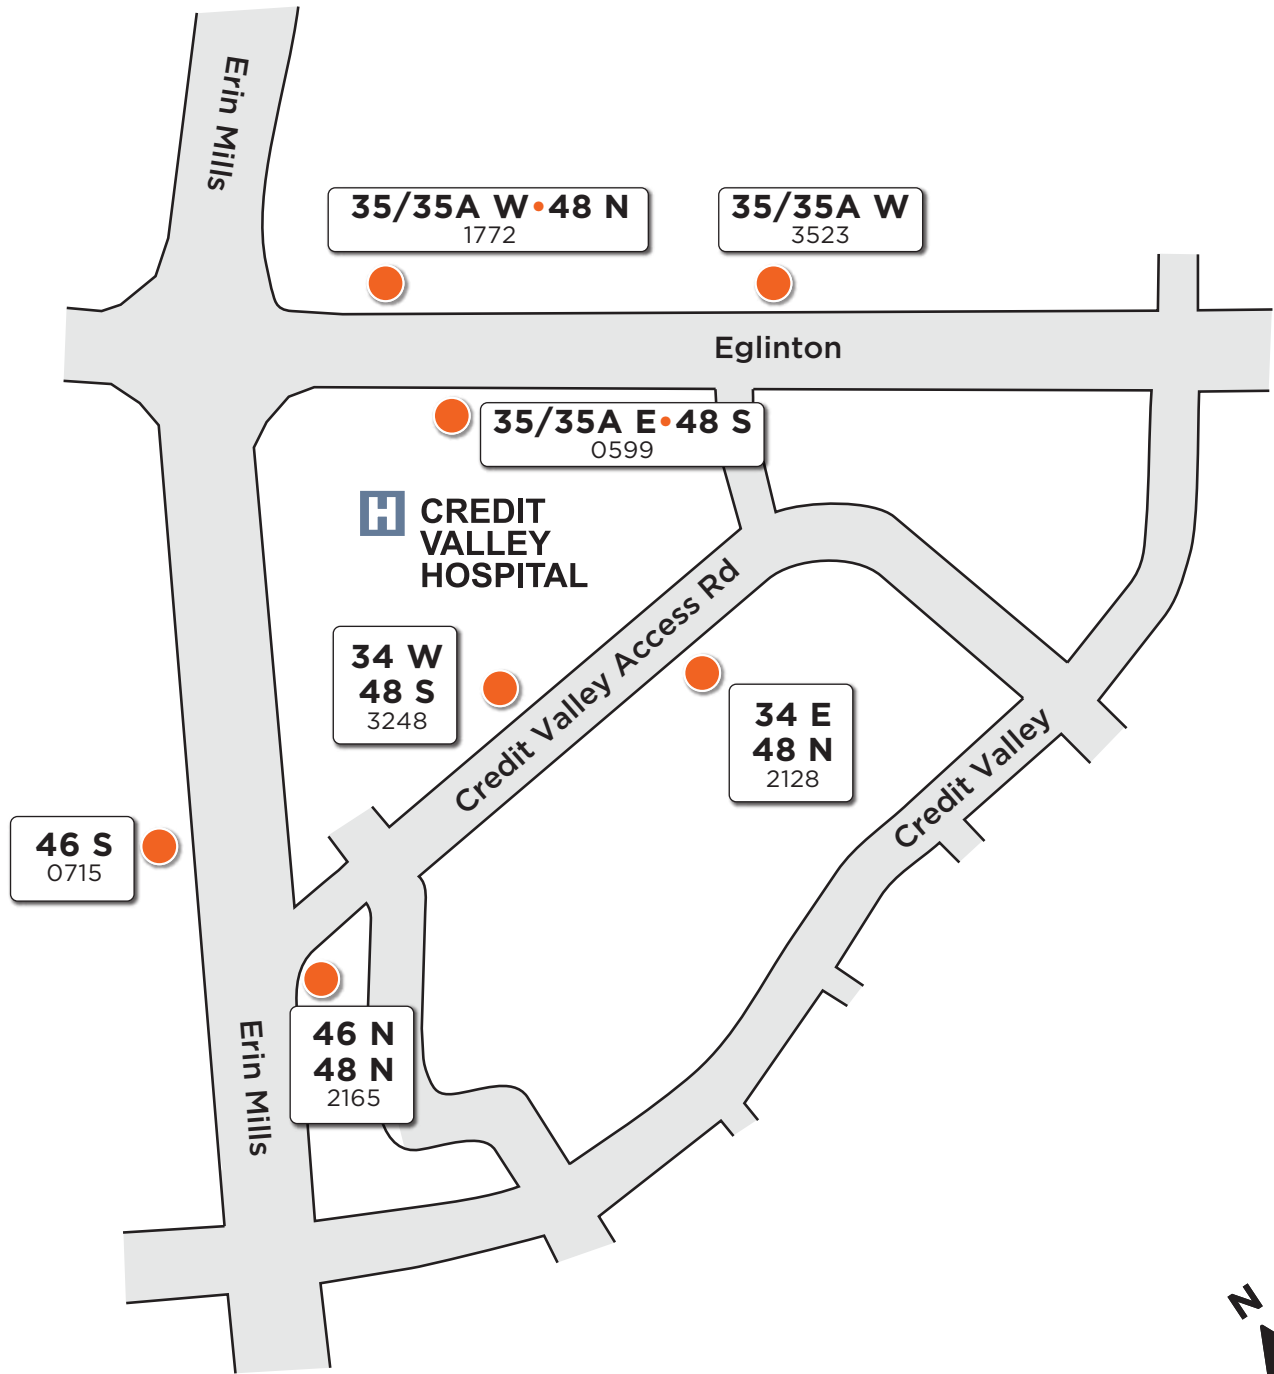 Erin Mills
35/35A W•48 N
1772
35/35A W
3523
Eglinton
35/35A E•48 S
0599
H
CREDIT
VALLEY
HOSPITAL
Credit Valley Access Rd
34 W
48 S
3248
34 E
48 N
2128
Credit Valley
46 S
0715
46 N
48 N
2165
Erin Mills
N